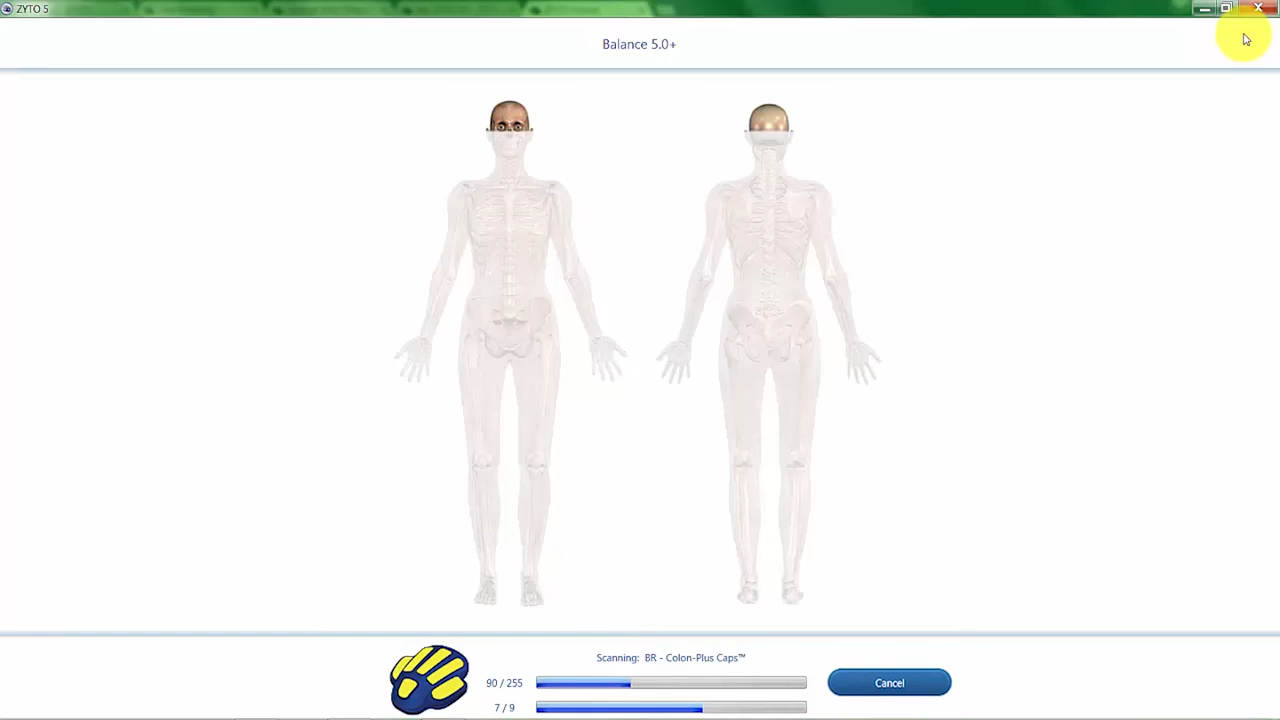 ZYTO 5
Balance 5.0+
Scanning: BR - Colon-Plus Caps™
90 / 255
Cancel
7 / 9